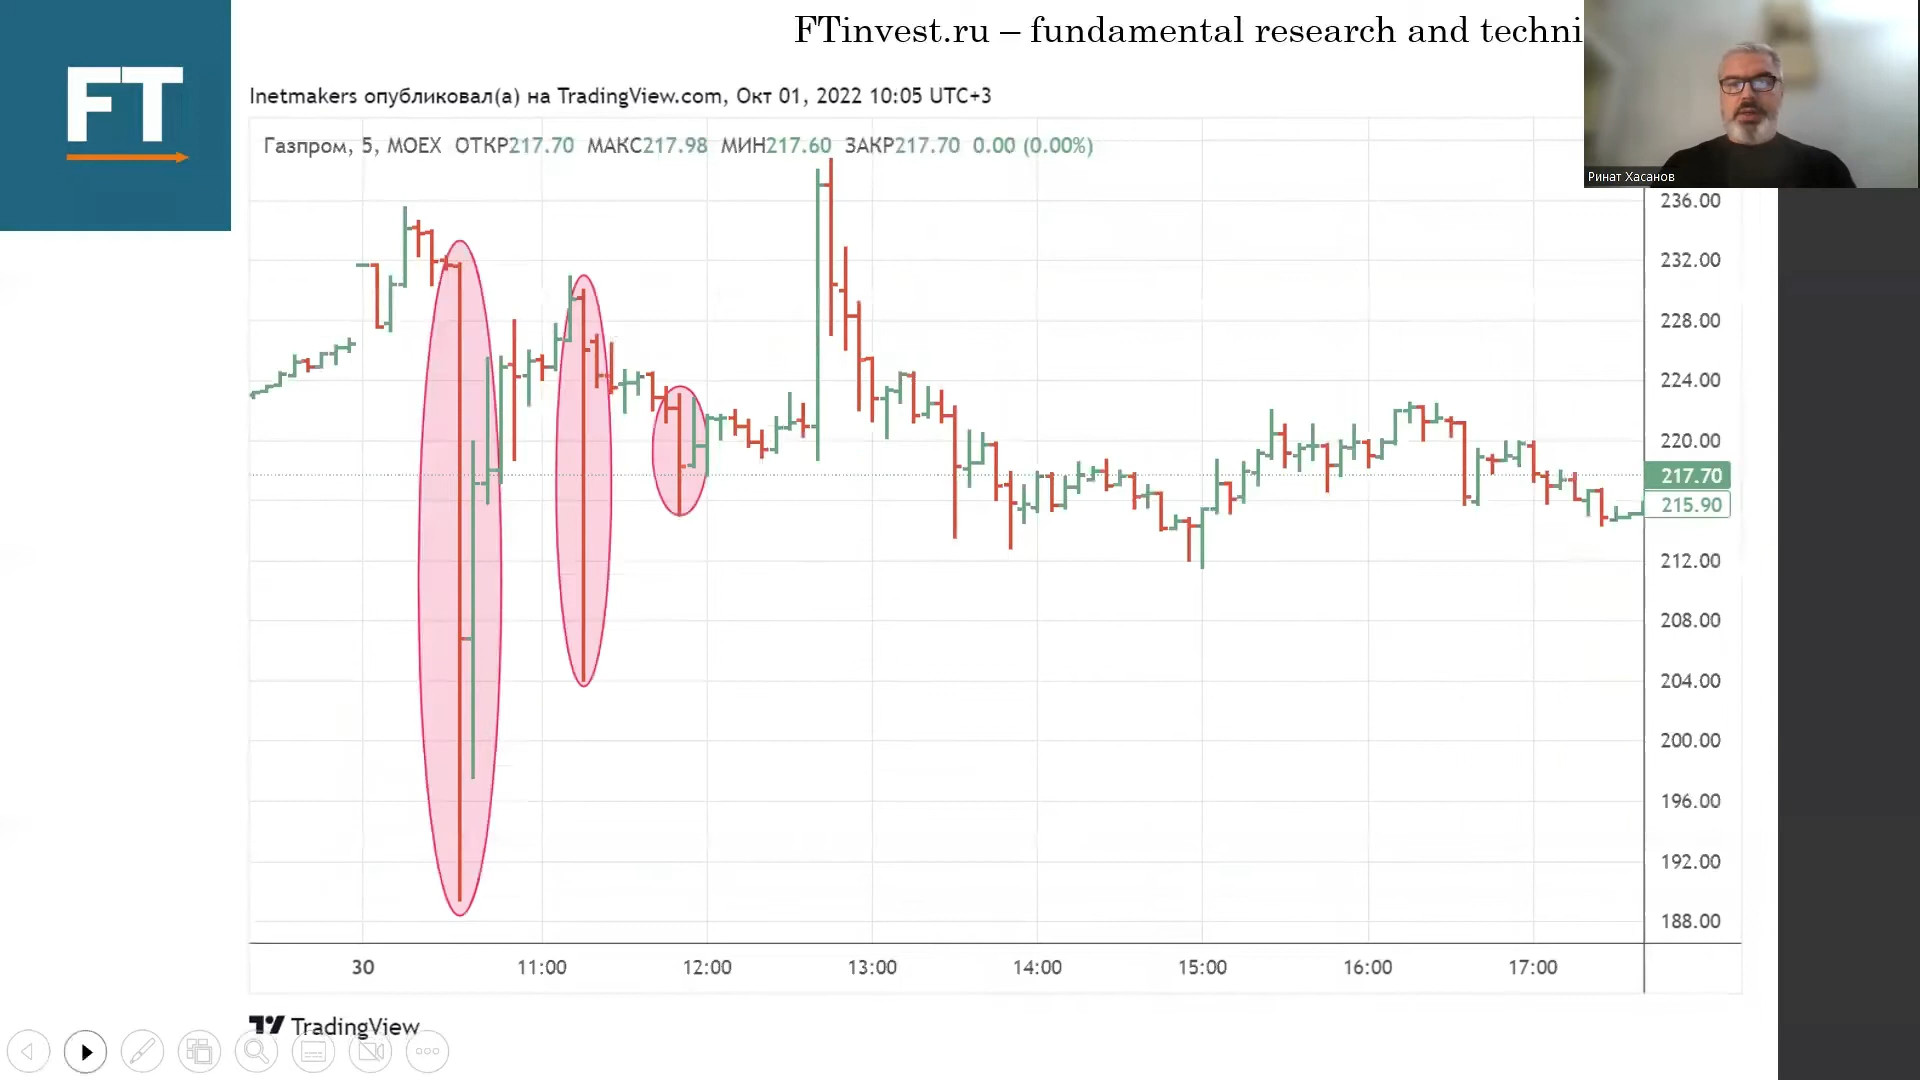 FT
FTinvest.ru – fundamental research and techni
Inetmakers опубликовал(а) на TradingView.com, Окт 01, 2022 10:05 UTC+3
Газпром, 5, MOEX ОТКР217.70 МАКС217.98 МИН217.60 ЗАКР217.70 0.00 (0.00%)
Ринат Хасанов
236.00
232.00
228.00
224.00
220.00
217.70
215.90
212.00
208.00
204.00
200.00
196.00
192.00
188.00
30 11:00 12:00 13:00 14:00 15:00 16:00 17:00
TradingView